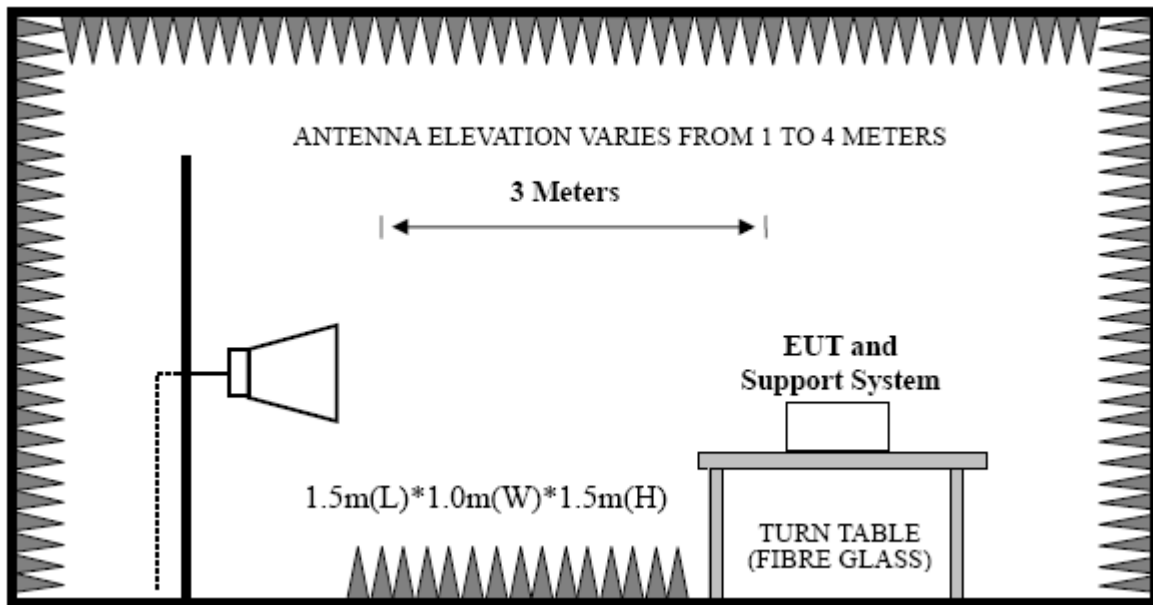 ANTENNA ELEVATION VARIES FROM 1 TO 4 METERS
3 Meters
EUT and
Support System
1.5m(L)*1.0m(W)*1.5m(H)
TURN TABLE
(FIBRE GLASS)